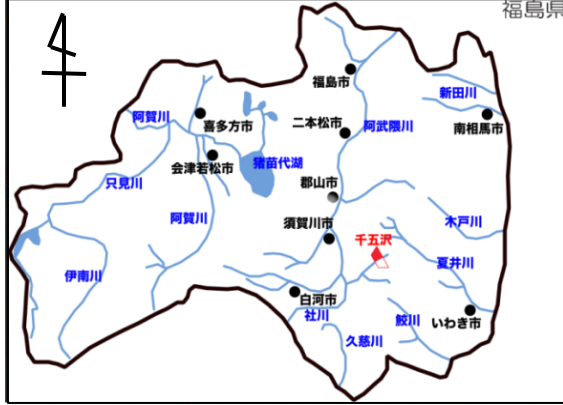 福島県
福島市
新田川
阿賀川
喜多方市
二本松市
阿武隈川
南相馬市
会津若松市
猪苗代湖
只見川
郡山市
阿賀川
須賀川市
木戸川
千五沢
伊南川
夏井川
白河市
社川
鮫川
いわき市
久慈川